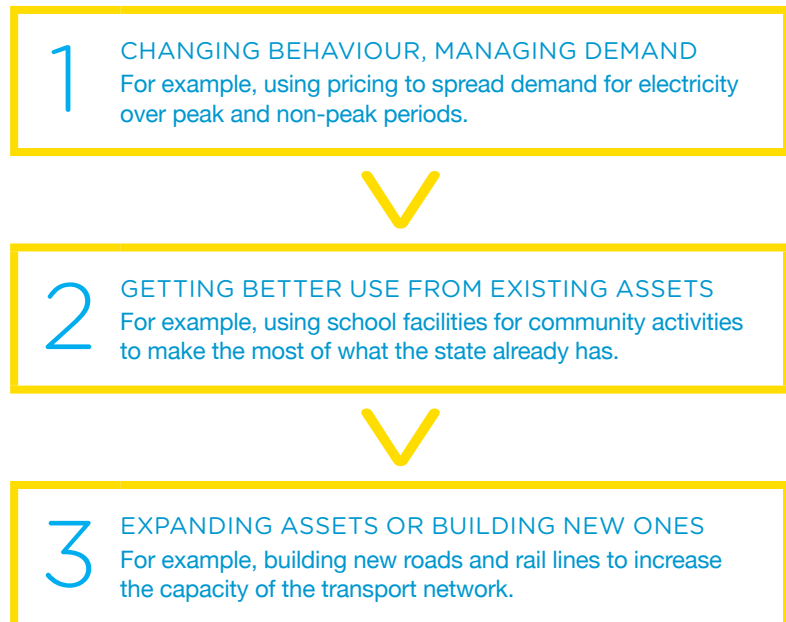 1
CHANGING BEHAVIOUR, MANAGING DEMAND
For example, using pricing to spread demand for electricity
over peak and non-peak periods.
2
GETTING BETTER USE FROM EXISTING ASSETS
For example, using school facilities for community activities
to make the most of what the state already has.
3
EXPANDING ASSETS OR BUILDING NEW ONES
For example, building new roads and rail lines to increase
the capacity of the transport network.